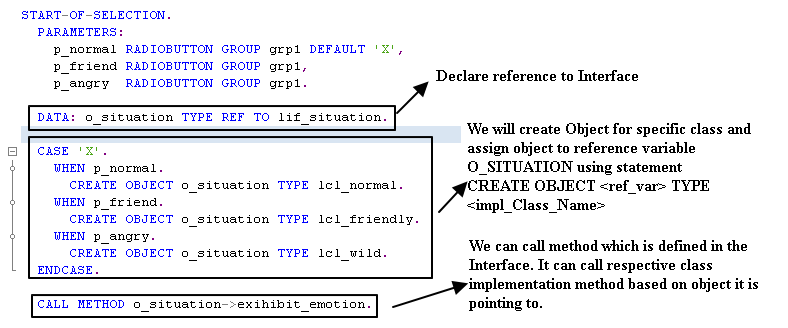 START-OF-SELECTION.
PARAMETERS:
p_normal RADIOBUTTON GROUP grp1 DEFAULT 'X',
p_friend RADIOBUTTON GROUP grp1,
p_angry RADIOBUTTON GROUP grp1.
Declare reference to Interface
DATA: o_situation TYPE REF TO lif_situation.
We will create Object for specific class and
assign object to reference variable
O_SITUATION using statement
CREATE OBJECT <ref_var> TYPE
<impl_Class_Name>
CASE 'X'.
WHEN p_normal.
CREATE OBJECT o_situation TYPE lcl_normal.
WHEN p_friend.
CREATE OBJECT o_situation TYPE lcl_friendly.
WHEN p_angry.
CREATE OBJECT o_situation TYPE lcl_wild.
ENDCASE.
We can call method which is defined in the
Interface. It can call respective class
implementation method based on object it is
pointing to.
CALL METHOD o_situation->exihibit_emotion.